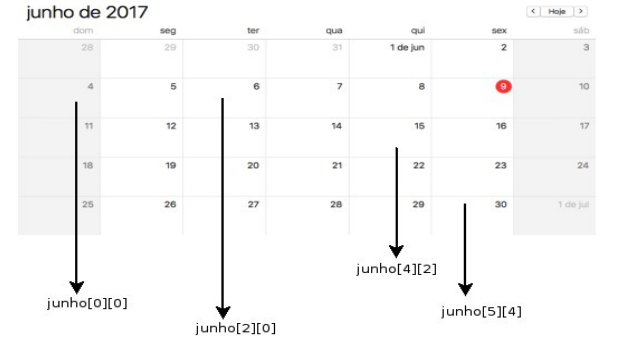 junho de 2017
< Hoje >
dom seg ter qua qui sex sáb
28 29 30 31 1 de jun 2 3
4 5 6 7 8 9 10
11 12 13 14 15 16 17
18 19 20 21 22 23 24
25 26 27 28 29 30 1 de jul
junho[4][2]
junho[0][0]
junho[5][4]
junho[2][0]